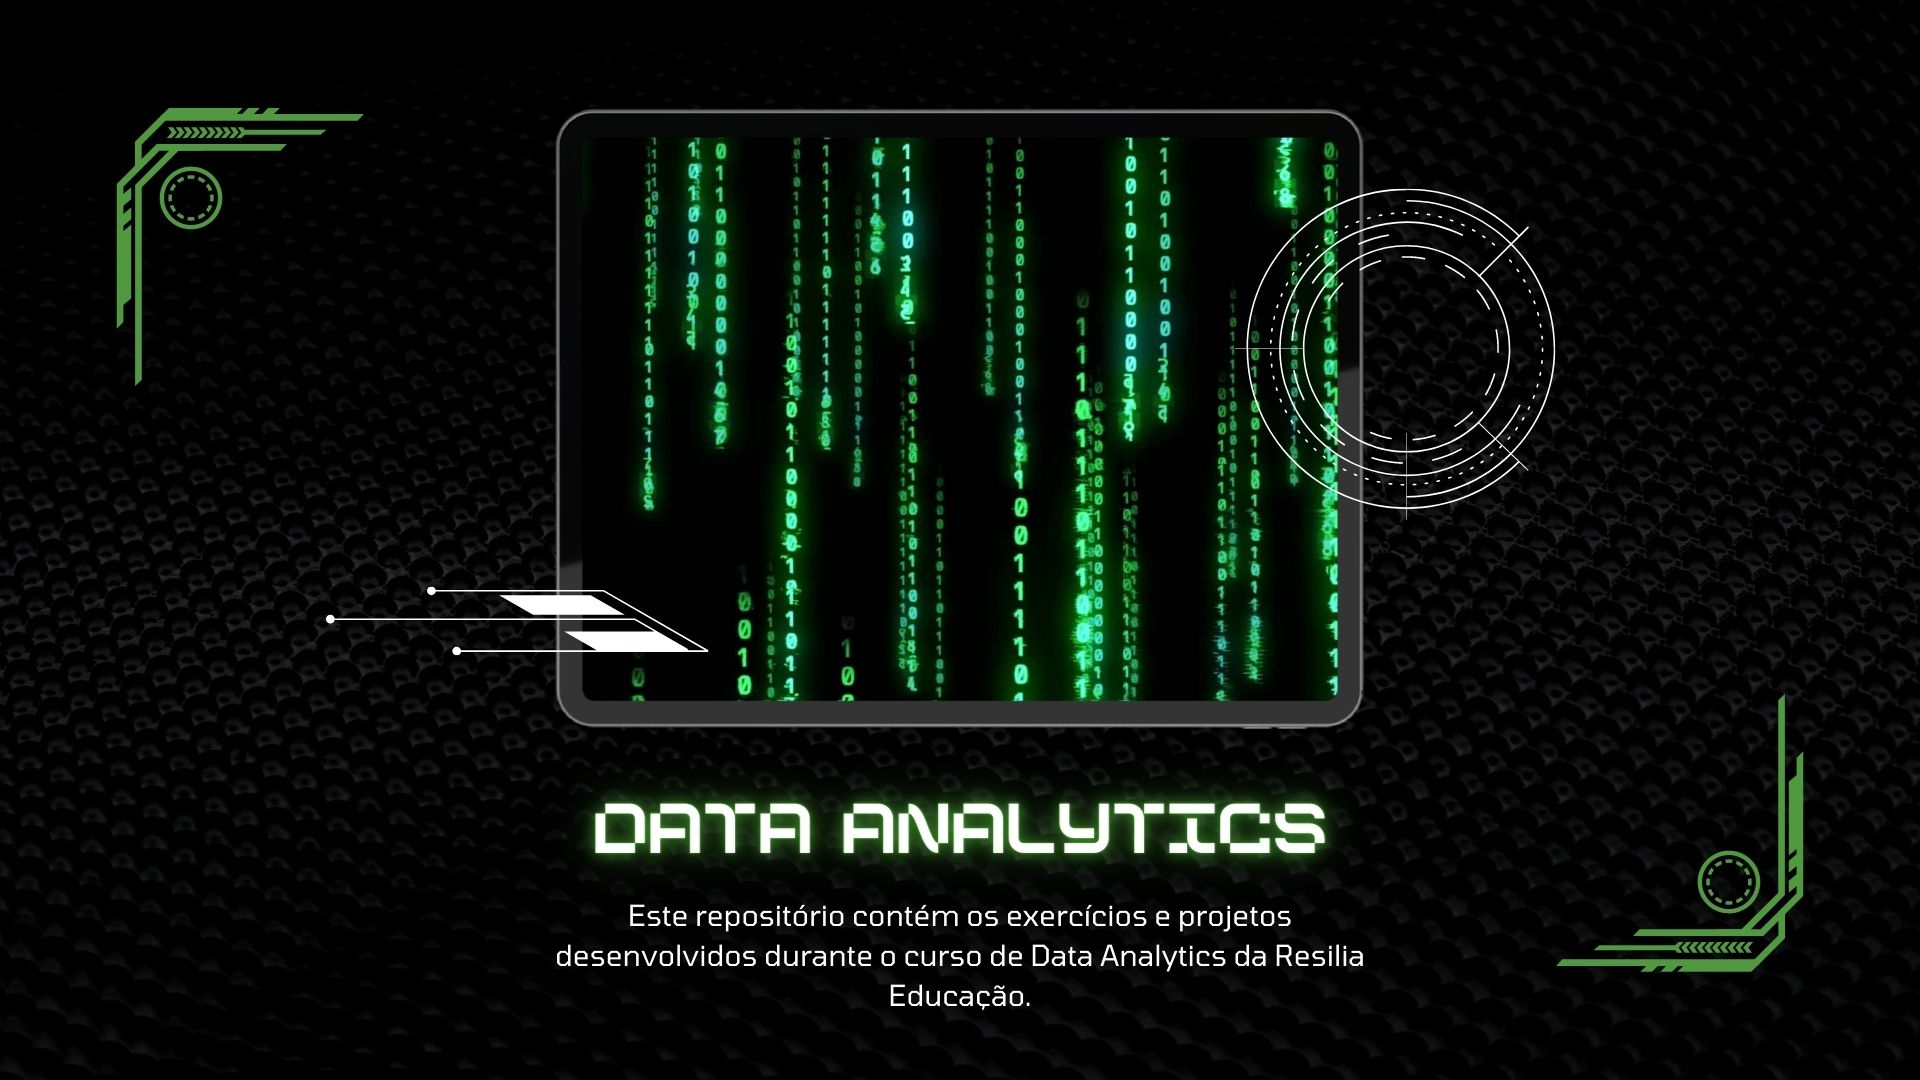 DATA ANALYTICS
Este repositório contém os exercícios e projetos
desenvolvidos durante o curso de Data Analytics da Resilia
Educação.